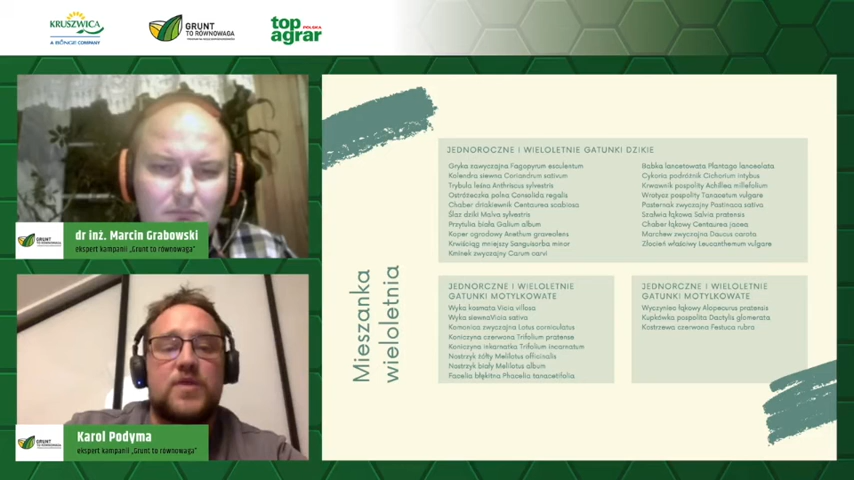 KRUSZWICA
A BUNGE COMPANY
GRUNT
TO RÓWNOWAGA
top
agrar
POLSKA
dr inż. Marcin Grabowski
ekspert kampanii „Grunt to równowaga"
GRUNT
Karol Podyma
ekspert kampanii „Grunt to równowaga"
GRUNT
Mieszanka
wieloletnia
JEDNOROCZNE I WIELOLETNIE GATUNKI DZIKIE
Gryka zawyczajna Fagopyrum esculentum
Kolendra siewna Coriandrum sativum
Trybula leśna Anthriscus sylvestris
Ostróżeczka polna Consolida regalis
Chaber driakiewnik Centaurea scabiosa
Ślaz dziki Malva sylvestris
Przytulia biała Galium album
Koper ogrodowy Anethum graveolens
Krwiściąg mniejszy Sanguisorba minor
Kminek zwyczajny Carum carvi
Babka lancetowata Plantago lanceolata
Cykoria podróżnik Cichorium intybus
Krwawnik pospolity Achillea millefolium
Wrotycz pospolity Tanacetum vulgare
Pasternak zwyczajny Pastinaca sativa
Szałwia łąkowa Salvia pratensis
Chaber łąkowy Centaurea jacea
Marchew zwyczajna Daucus carota
Złocień właściwy Leucanthemum vulgare
JEDNORCZNE I WIELOLETNIE
GATUNKI MOTYLKOWATE
Wyka kosmata Vicia villosa
Wyka siewnaVicia sativa
Komonica zwyczajna Lotus corniculatus
Koniczyna czerwona Trifolium pratense
Koniczyna inkarnatka Trifolium incarnatum
Nostrzyk żółty Melilotus officinalis
Nostrzyk biały Melilotus album
Facelia błękitna Phacelia tanacetifolia
JEDNORCZNE I WIELOLETNIE
GATUNKI MOTYLKOWATE
Wyczyniec łąkowy Alopeucrus pratensis
Kupkówka pospolita Dactylis glomerata
Kostrzewa czerwona Festuca rubra